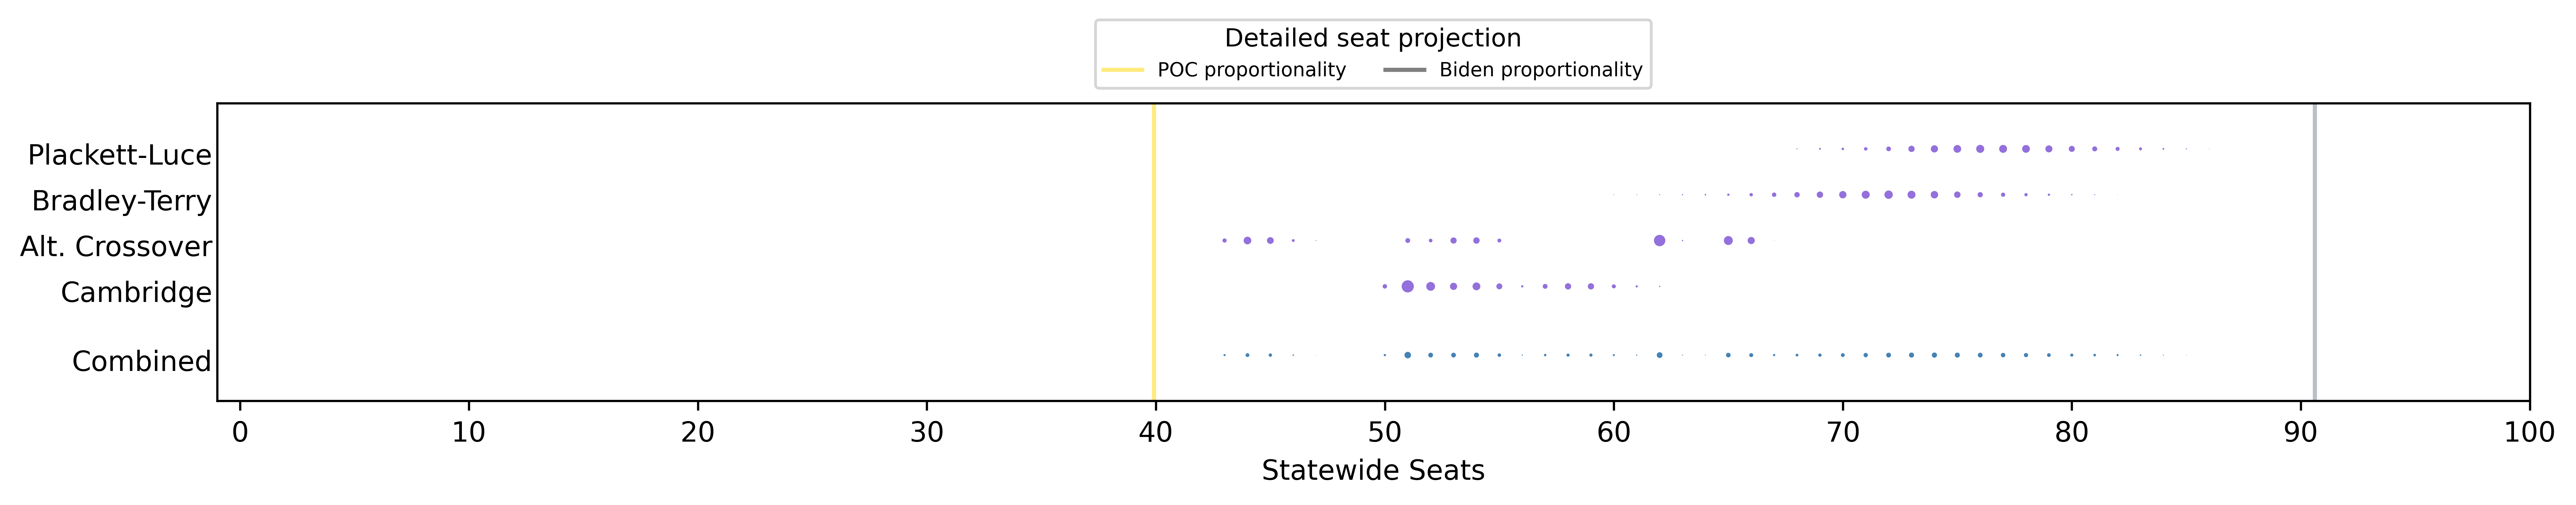 Detailed seat projection
POC proportionality Biden proportionality
Plackett-Luce
Bradley-Terry
Alt. Crossover
Cambridge
Combined
0 10 20 30 40 50 60 70 80 90 100
Statewide Seats